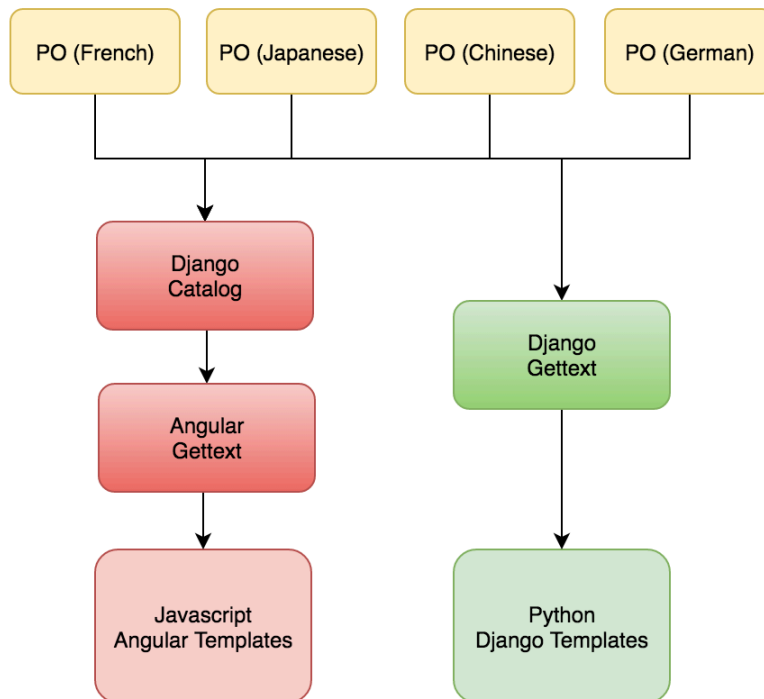 PO (French)
PO (Japanese)
PO (Chinese)
PO (German)
Django
Catalog
Django
Gettext
Angular
Gettext
Javascript
Angular Templates
Python
Django Templates